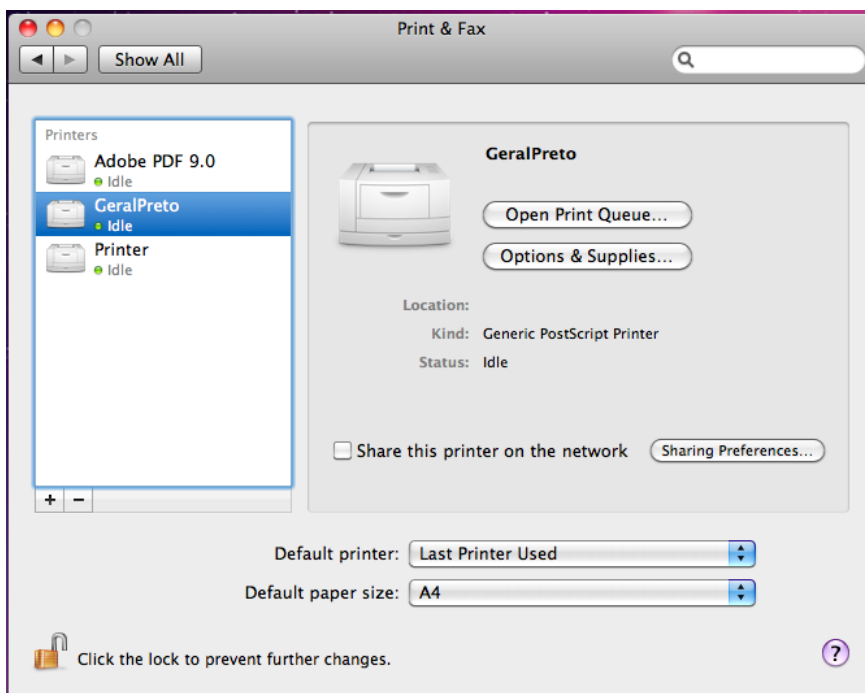 Print & Fax
Show All
Printers
Adobe PDF 9.0
Idle
GeralPreto
Idle
Printer
Idle
GeralPreto
Open Print Queue...
Options & Supplies...
Location:
Kind: Generic PostScript Printer
Status: Idle
Share this printer on the network Sharing Preferences...
+ −
Default printer: Last Printer Used
Default paper size: A4
Click the lock to prevent further changes. ?